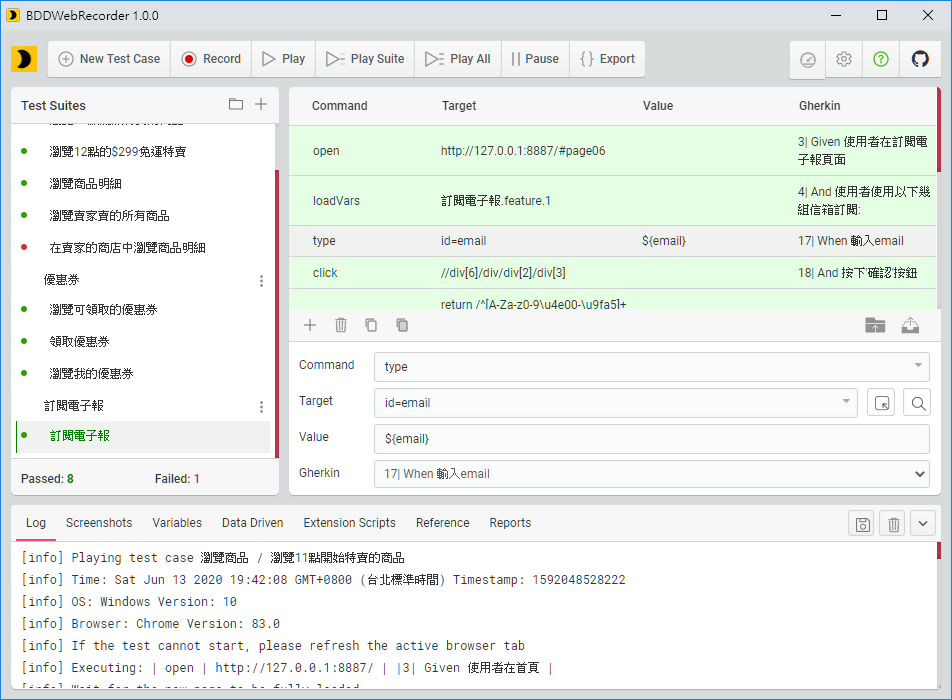 BDDWebRecorder 1.0.0
New Test Case Record Play Play Suite Play All Pause Export
Test Suites
瀏覽12點的$299免運特賣
瀏覽商品明細
瀏覽賣家賣的所有商品
在賣家的商店中瀏覽商品明細
優惠券
瀏覽可領取的優惠券
領取優惠券
瀏覽我的優惠券
訂閱電子報
訂閱電子報
Passed: 8 Failed: 1
Command Target Value Gherkin
open http://127.0.0.1:8887/#page06 3| Given 使用者在訂閱電
子報頁面
loadVars 訂閱電子報.feature.1 4| And 使用者使用以下幾
組信箱訂閱:
type id=email ${email} 17| When 輸入email
click //div[6]/div/div[2]/div[3] 18| And 按下'確認'按鈕
return /^[A-Za-z0-9\u4e00-\u9fa5]+
Command type
Target id=email
Value ${email}
Gherkin 17| When 輸入email
Log Screenshots Variables Data Driven Extension Scripts Reference Reports
[info] Playing test case 瀏覽商品 / 瀏覽11點開始特賣的商品
[info] Time: Sat Jun 13 2020 19:42:08 GMT+0800 (台北標準時間) Timestamp: 1592048528222
[info] OS: Windows Version: 10
[info] Browser: Chrome Version: 83.0
[info] If the test cannot start, please refresh the active browser tab
[info] Executing: | open | http://127.0.0.1:8887/ | |3| Given 使用者在首頁 |
[info] Wait for the new page to be fully loaded